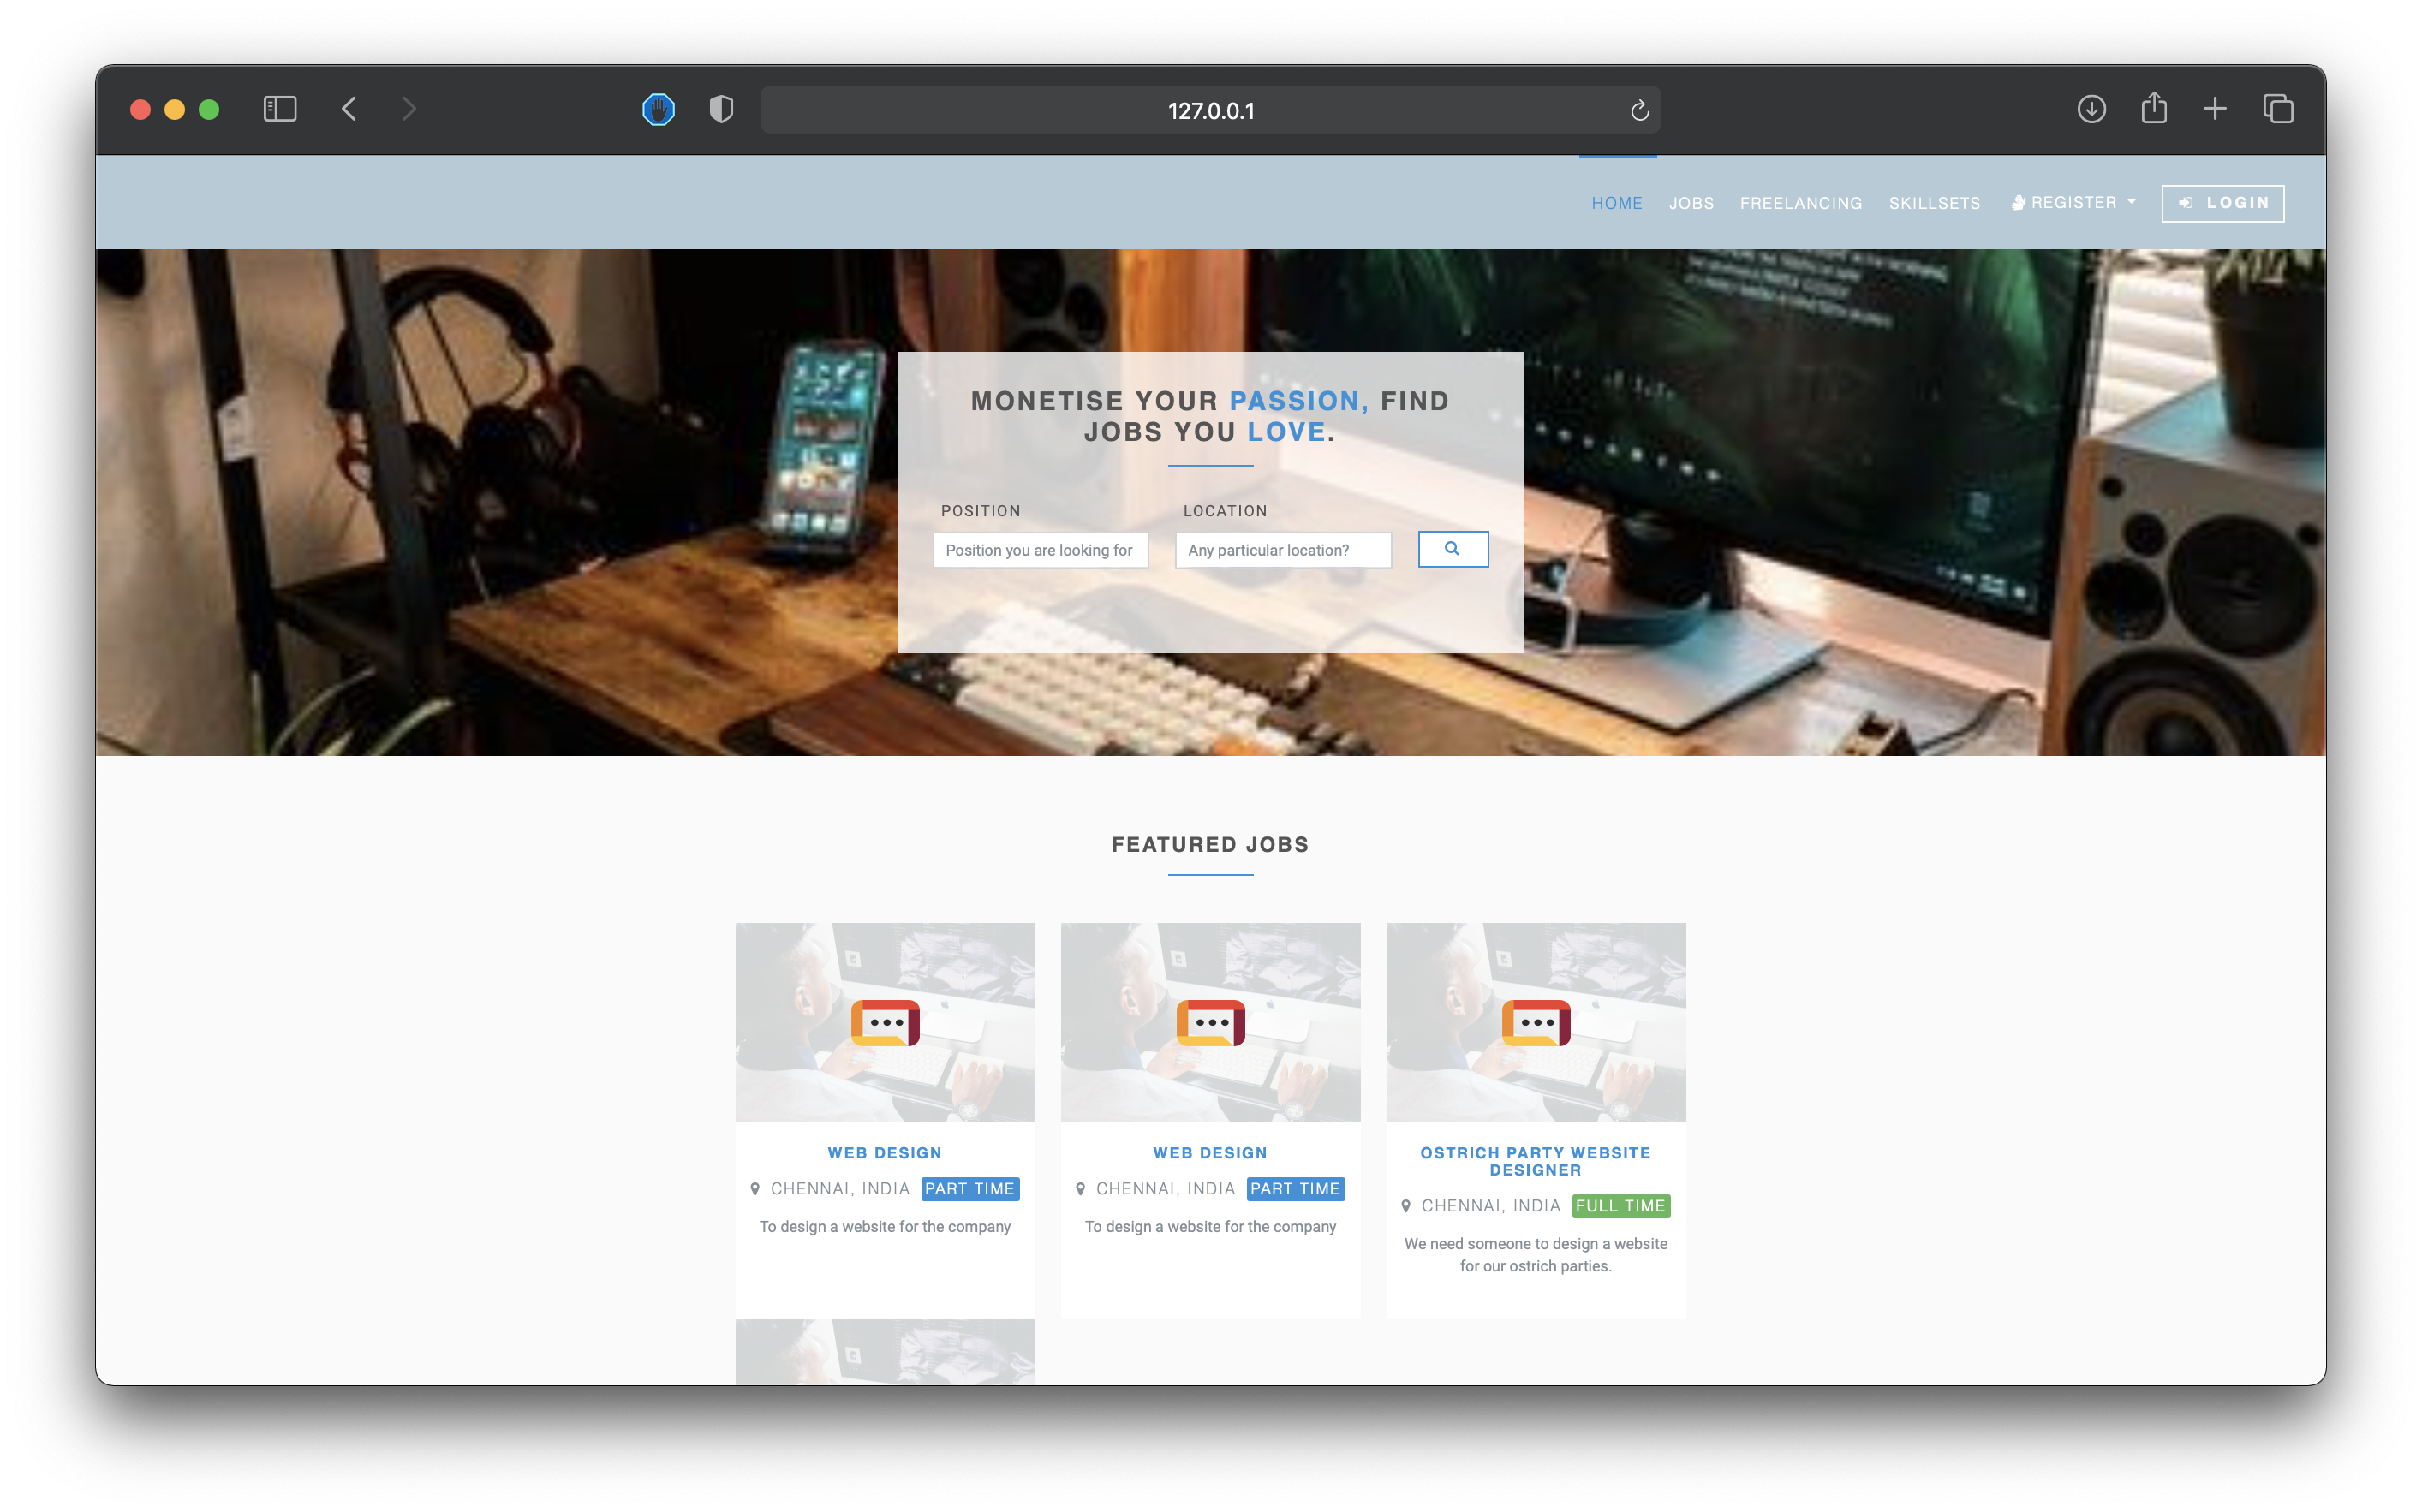 127.0.0.1
HOME JOBS FREELANCING SKILLSETS REGISTER LOGIN
MONETISE YOUR PASSION, FIND
JOBS YOU LOVE.
POSITION LOCATION
Position you are looking for Any particular location?
FEATURED JOBS
WEB DESIGN
CHENNAI, INDIA PART TIME
To design a website for the company
WEB DESIGN
CHENNAI, INDIA PART TIME
To design a website for the company
OSTRICH PARTY WEBSITE
DESIGNER
CHENNAI, INDIA FULL TIME
We need someone to design a website
for our ostrich parties.